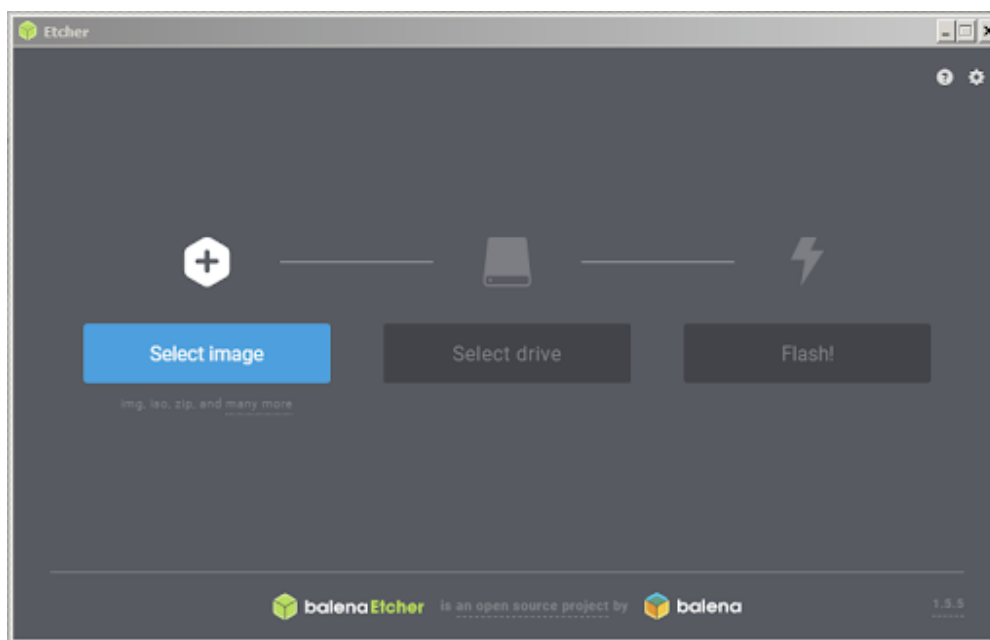 Etcher
Select image
Select drive
Flash!
img, iso, zip, and many more
balenaEtcher is an open source project by balena
1.5.5